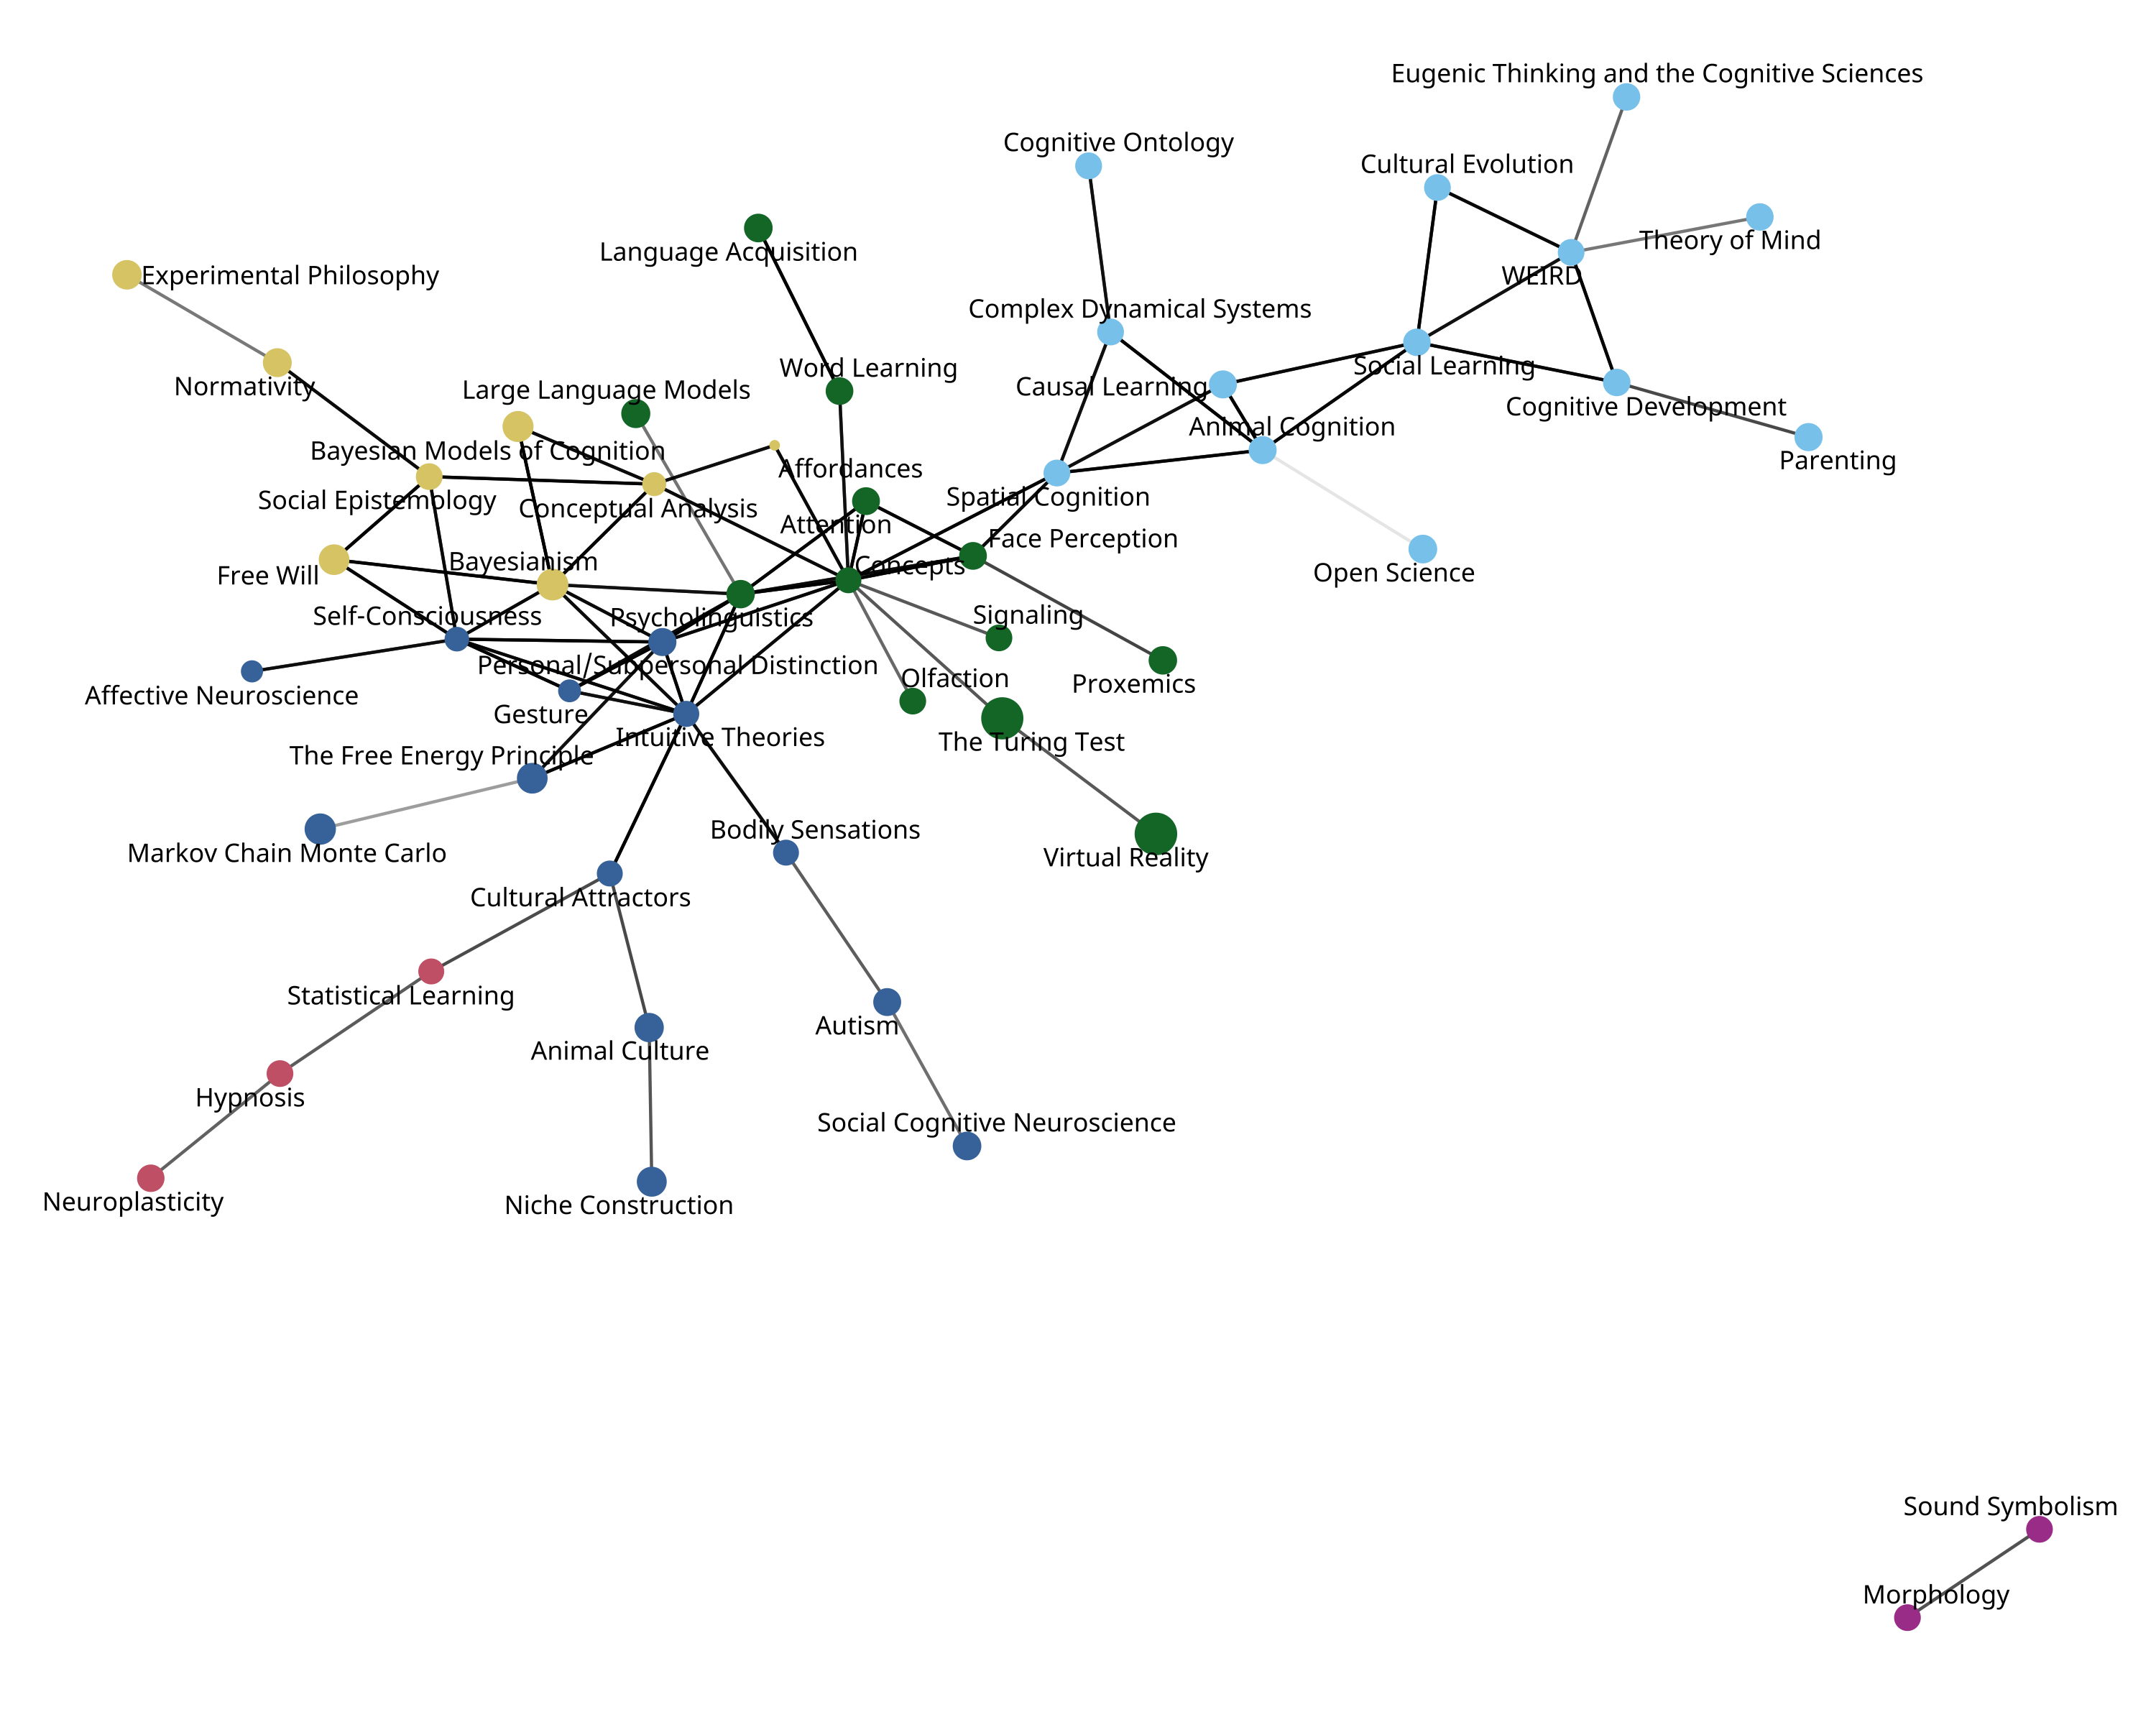 Eugenic Thinking and the Cognitive Sciences
Cognitive Ontology
Cultural Evolution
Language Acquisition
Theory of Mind
Experimental Philosophy
WEIRD
Complex Dynamical Systems
Word Learning
Social Learning
Normativity
Large Language Models
Causal Learning
Cognitive Development
Animal Cognition
Bayesian Models of Cognition
Parenting
Affordances
Social Epistemology
Spatial Cognition
Conceptual Analysis
Attention
Face Perception
Bayesianism
Concepts
Free Will
Open Science
Self-Consciousness
Psycholinguistics
Signaling
Personal/Subpersonal Distinction
Olfaction
Proxemics
Affective Neuroscience
Gesture
Intuitive Theories
The Turing Test
The Free Energy Principle
Bodily Sensations
Markov Chain Monte Carlo
Virtual Reality
Cultural Attractors
Statistical Learning
Autism
Animal Culture
Hypnosis
Social Cognitive Neuroscience
Neuroplasticity
Niche Construction
Sound Symbolism
Morphology